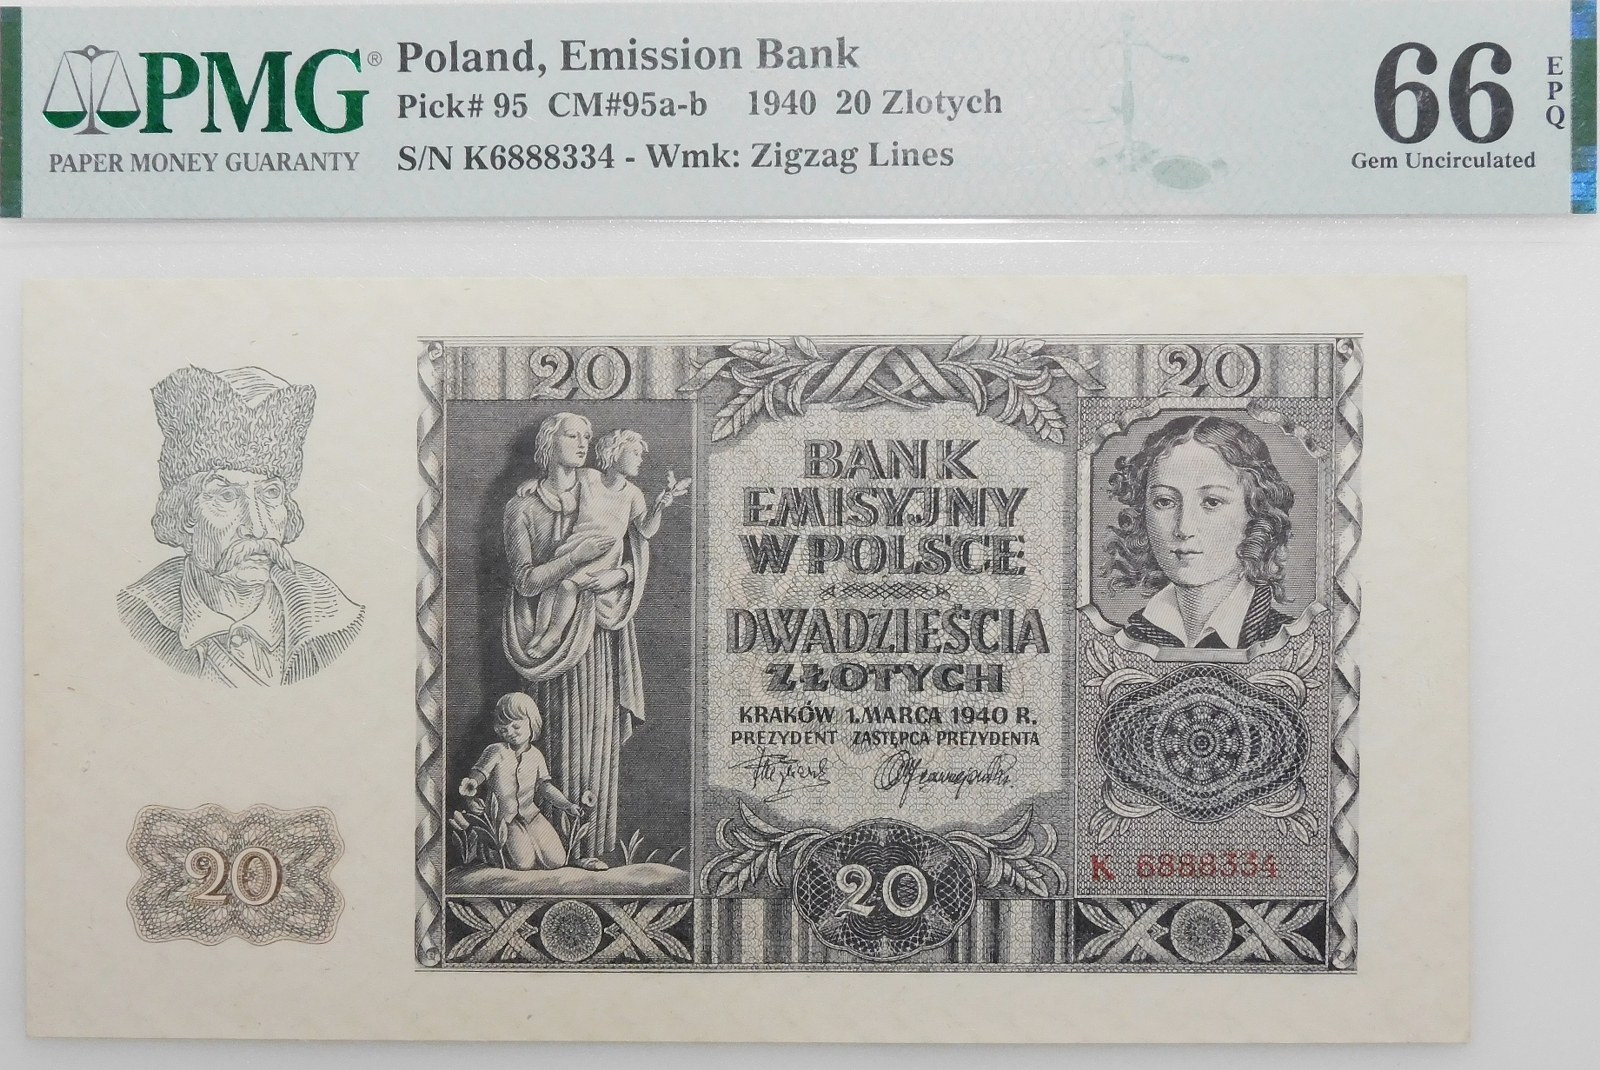 PMG®
PAPER MONEY GUARANTY
Poland, Emission Bank
Pick# 95 CM#95a-b 1940 20 Zlotych
S/N K6888334 - Wmk: Zigzag Lines
66
EPQ
Gem Uncirculated
20
20
BANK
EMISYJNY
W POLSCE
DWADZIEŚCIA
ZŁOTYCH
KRAKÓW 1. MARCA 1940 R.
PREZYDENT ZASTĘPCA PREZYDENTA
K 6888334
20
20